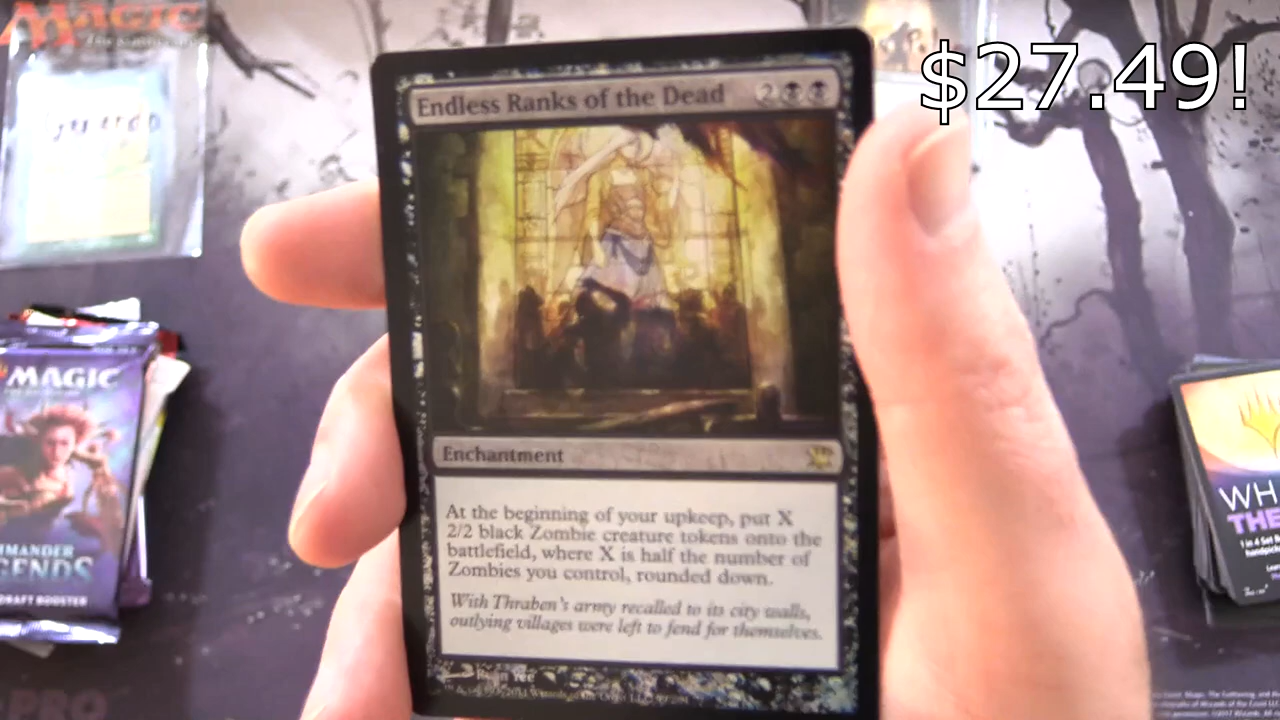 MAGIC
$27.49!
Endless Ranks of the Dead 2
Enchantment
At the beginning of your upkeep, put X
2/2 black Zombie creature tokens onto the
battlefield, where X is half the number of
Zombies you control, rounded down.
With Thraben's army recalled to its city walls,
outlying villages were left to fend for themselves.
Ryan Yee
MAGIC
MMANDER
GENDS
DRAFT BOOSTER
WH
THE
-PRO